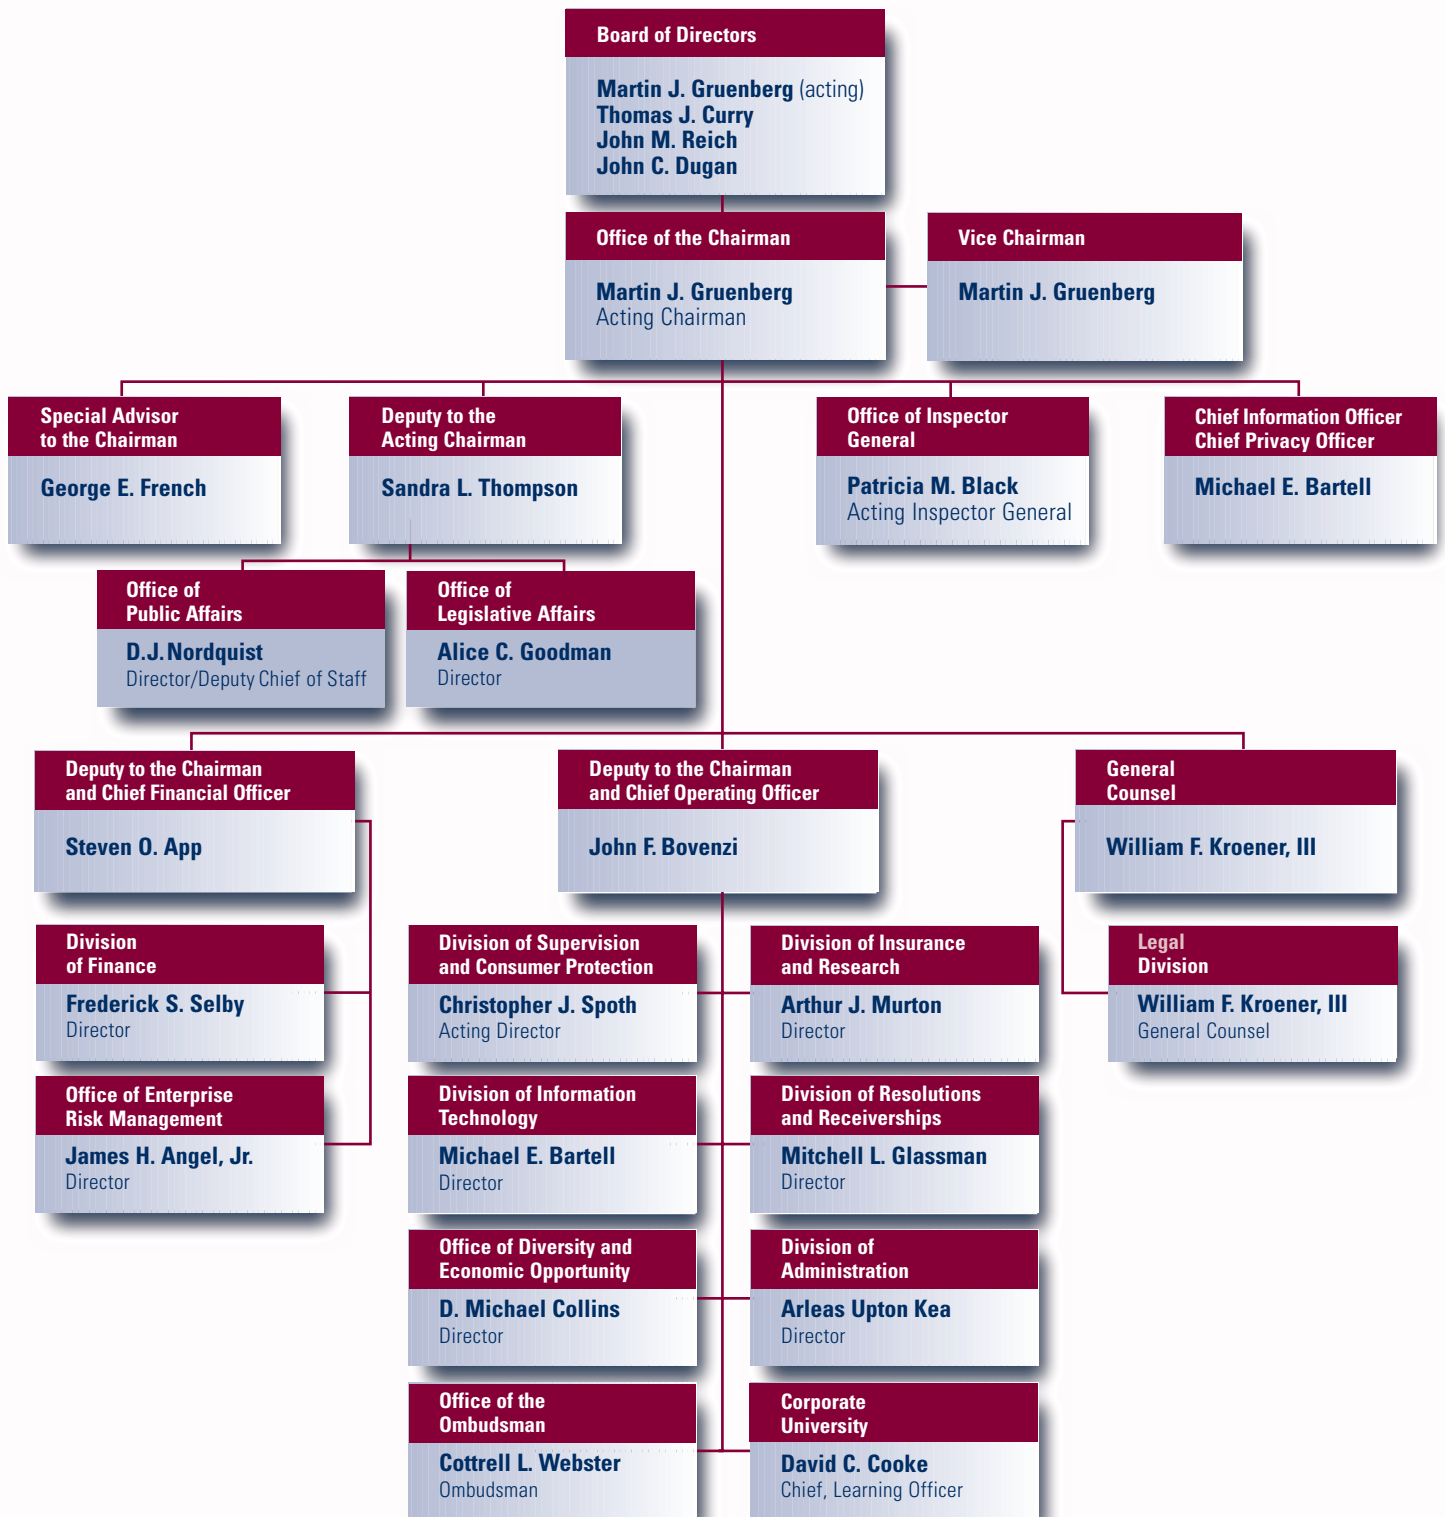 Board of Directors
Martin J. Gruenberg (acting)
Thomas J. Curry
John M. Reich
John C. Dugan
Office of the Chairman
Martin J. Gruenberg
Acting Chairman
Vice Chairman
Martin J. Gruenberg
Special Advisor
to the Chairman
George E. French
Deputy to the
Acting Chairman
Sandra L. Thompson
Office of Inspector
General
Patricia M. Black
Acting Inspector General
Chief Information Officer
Chief Privacy Officer
Michael E. Bartell
Office of
Public Affairs
D.J. Nordquist
Director/Deputy Chief of Staff
Office of
Legislative Affairs
Alice C. Goodman
Director
Deputy to the Chairman
and Chief Financial Officer
Steven O. App
Deputy to the Chairman
and Chief Operating Officer
John F. Bovenzi
General
Counsel
William F. Kroener, III
Division
of Finance
Frederick S. Selby
Director
Division of Supervision
and Consumer Protection
Christopher J. Spoth
Acting Director
Division of Insurance
and Research
Arthur J. Murton
Director
Legal
Division
William F. Kroener, III
General Counsel
Office of Enterprise
Risk Management
James H. Angel, Jr.
Director
Division of Information
Technology
Michael E. Bartell
Director
Division of Resolutions
and Receiverships
Mitchell L. Glassman
Director
Office of Diversity and
Economic Opportunity
D. Michael Collins
Director
Division of
Administration
Arleas Upton Kea
Director
Office of the
Ombudsman
Cottrell L. Webster
Ombudsman
Corporate
University
David C. Cooke
Chief, Learning Officer